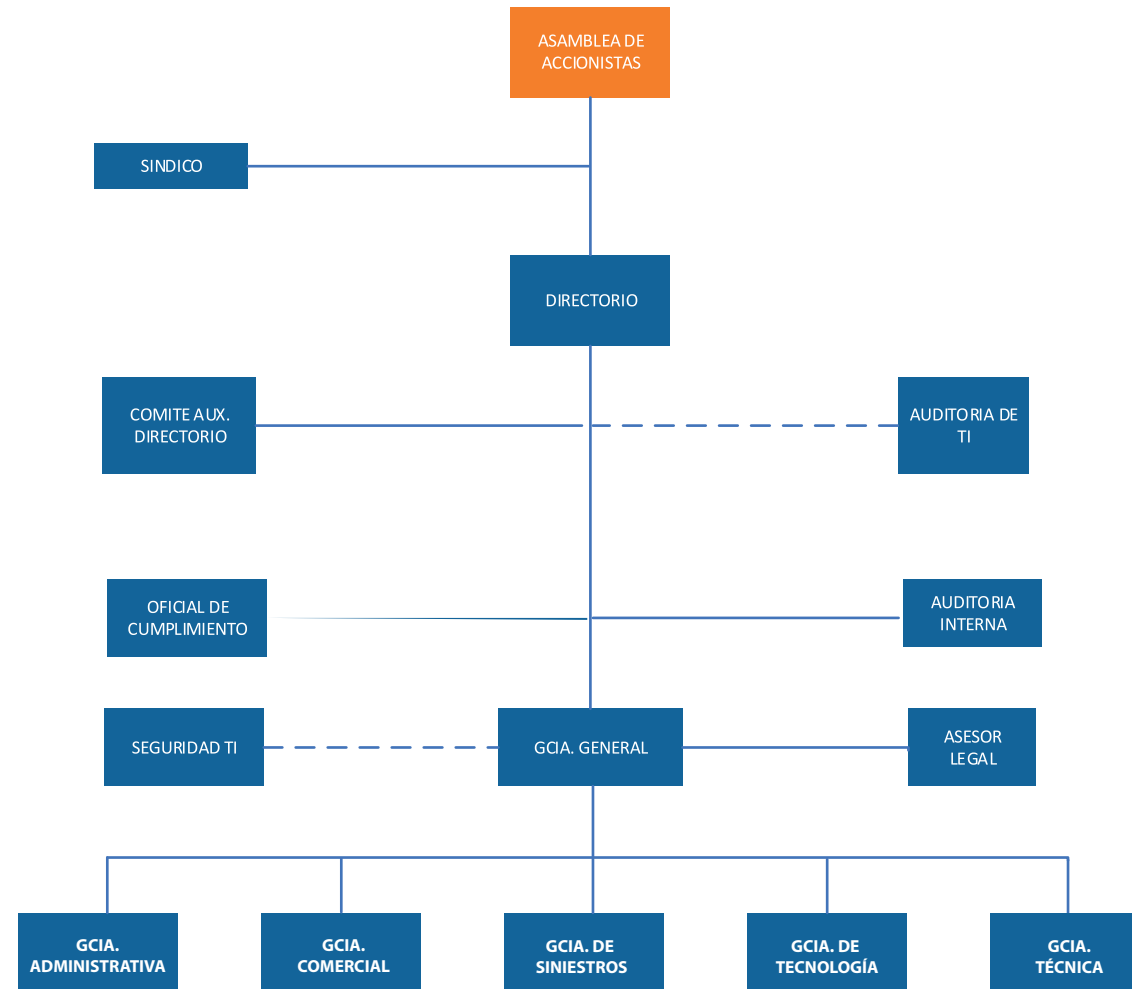 ASAMBLEA DE
ACCIONISTAS
SINDICO
DIRECTORIO
COMITE AUX.
DIRECTORIO
AUDITORIA DE
TI
OFICIAL DE
CUMPLIMIENTO
AUDITORIA
INTERNA
SEGURIDAD TI
GCIA. GENERAL
ASESOR
LEGAL
GCIA.
ADMINISTRATIVA
GCIA.
COMERCIAL
GCIA. DE
SINIESTROS
GCIA. DE
TECNOLOGÍA
GCIA.
TÉCNICA